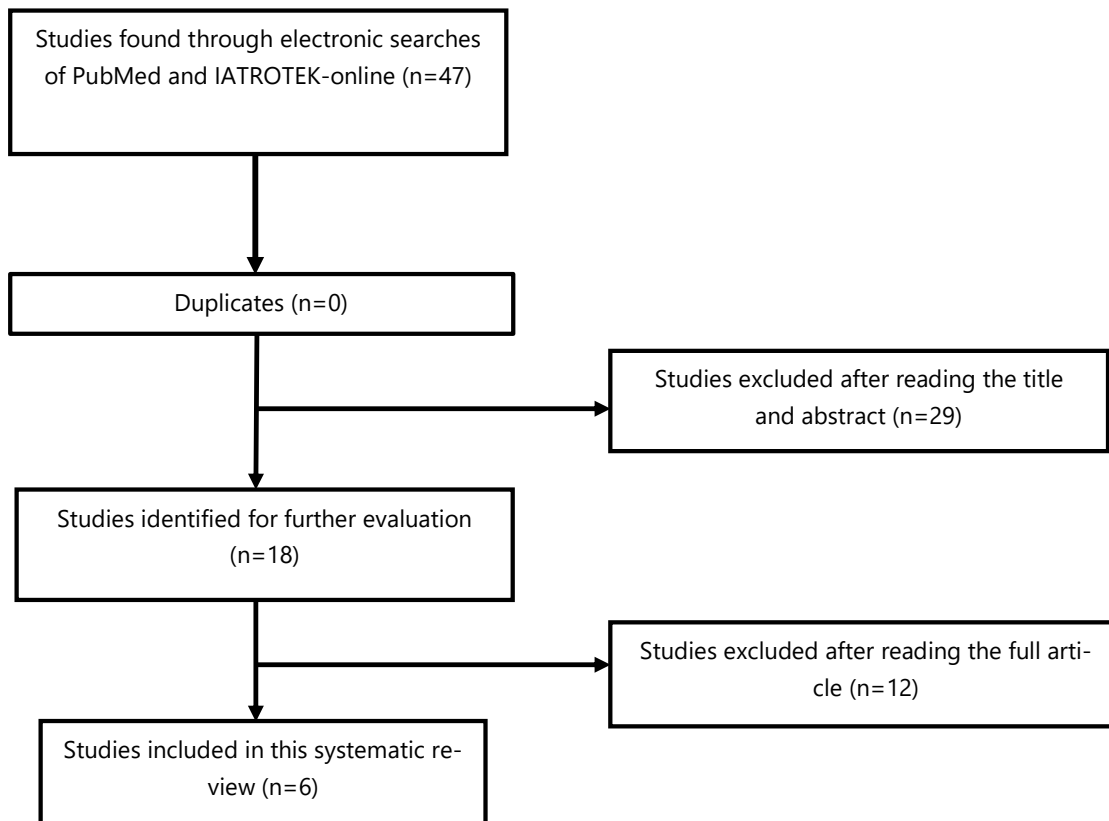 Studies found through electronic searches
of PubMed and IATROTEK-online (n=47)
Duplicates (n=0)
Studies excluded after reading the title
and abstract (n=29)
Studies identified for further evaluation
(n=18)
Studies excluded after reading the full arti-
cle (n=12)
Studies included in this systematic re-
view (n=6)